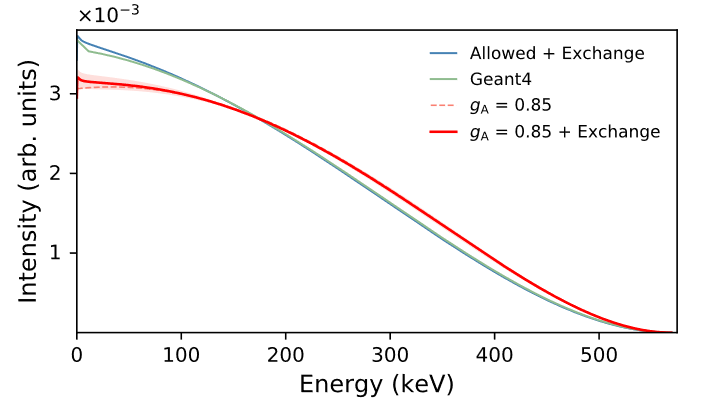 ×10⁻³
Intensity (arb. units)
3
2
1
Allowed + Exchange
Geant4
g_A = 0.85
g_A = 0.85 + Exchange
0 100 200 300 400 500
Energy (keV)